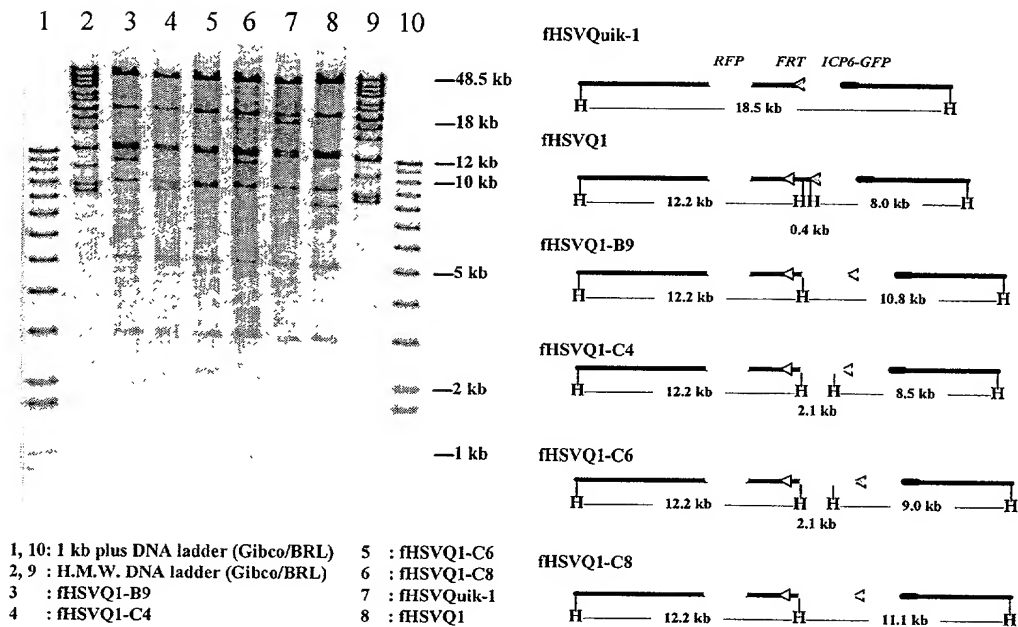 1 2 3 4 5 6 7 8 9 10
48.5 kb
18 kb
12 kb
10 kb
5 kb
2 kb
1 kb
1, 10: 1 kb plus DNA ladder (Gibco/BRL)
2, 9 : H.M.W. DNA ladder (Gibco/BRL)
3 : fHSVQ1-B9
4 : fHSVQ1-C4
5 : fHSVQ1-C6
6 : fHSVQ1-C8
7 : fHSVQuik-1
8 : fHSVQ1
fHSVQuik-1
RFP FRT ICP6-GFP
H H
18.5 kb
fHSVQ1
H HH H
12.2 kb 8.0 kb
0.4 kb
fHSVQ1-B9
H H H
12.2 kb 10.8 kb
fHSVQ1-C4
H H H H
12.2 kb 8.5 kb
2.1 kb
fHSVQ1-C6
H H H H
12.2 kb 9.0 kb
2.1 kb
fHSVQ1-C8
H H H
12.2 kb 11.1 kb